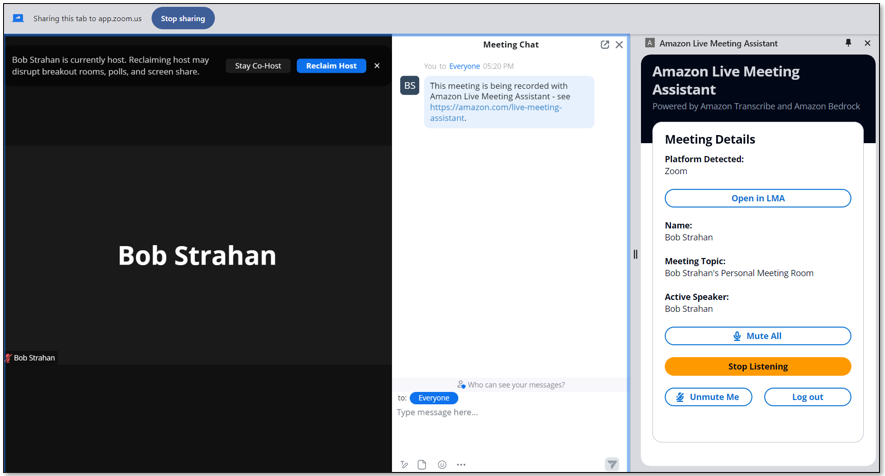 Sharing this tab to app.zoom.us
Stop sharing
Bob Strahan is currently host. Reclaiming host may
disrupt breakout rooms, polls, and screen share.
Stay Co-Host
Reclaim Host
Bob Strahan
Bob Strahan
Meeting Chat
You to Everyone 05:20 PM
BS
This meeting is being recorded with
Amazon Live Meeting Assistant - see
https://amazon.com/live-meeting-
assistant.
Who can see your messages?
to: Everyone
Type message here...
A Amazon Live Meeting Assistant
Amazon Live Meeting
Assistant
Powered by Amazon Transcribe and Amazon Bedrock
Meeting Details
Platform Detected:
Zoom
Open in LMA
Name:
Bob Strahan
Meeting Topic:
Bob Strahan's Personal Meeting Room
Active Speaker:
Bob Strahan
Mute All
Stop Listening
Unmute Me
Log out